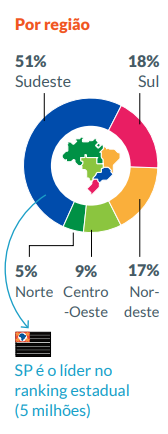 Por região
51%
Sudeste
18%
Sul
5%
Norte
9%
Centro
-Oeste
17%
Nor-
deste
SP é o líder no
ranking estadual
(5 milhões)